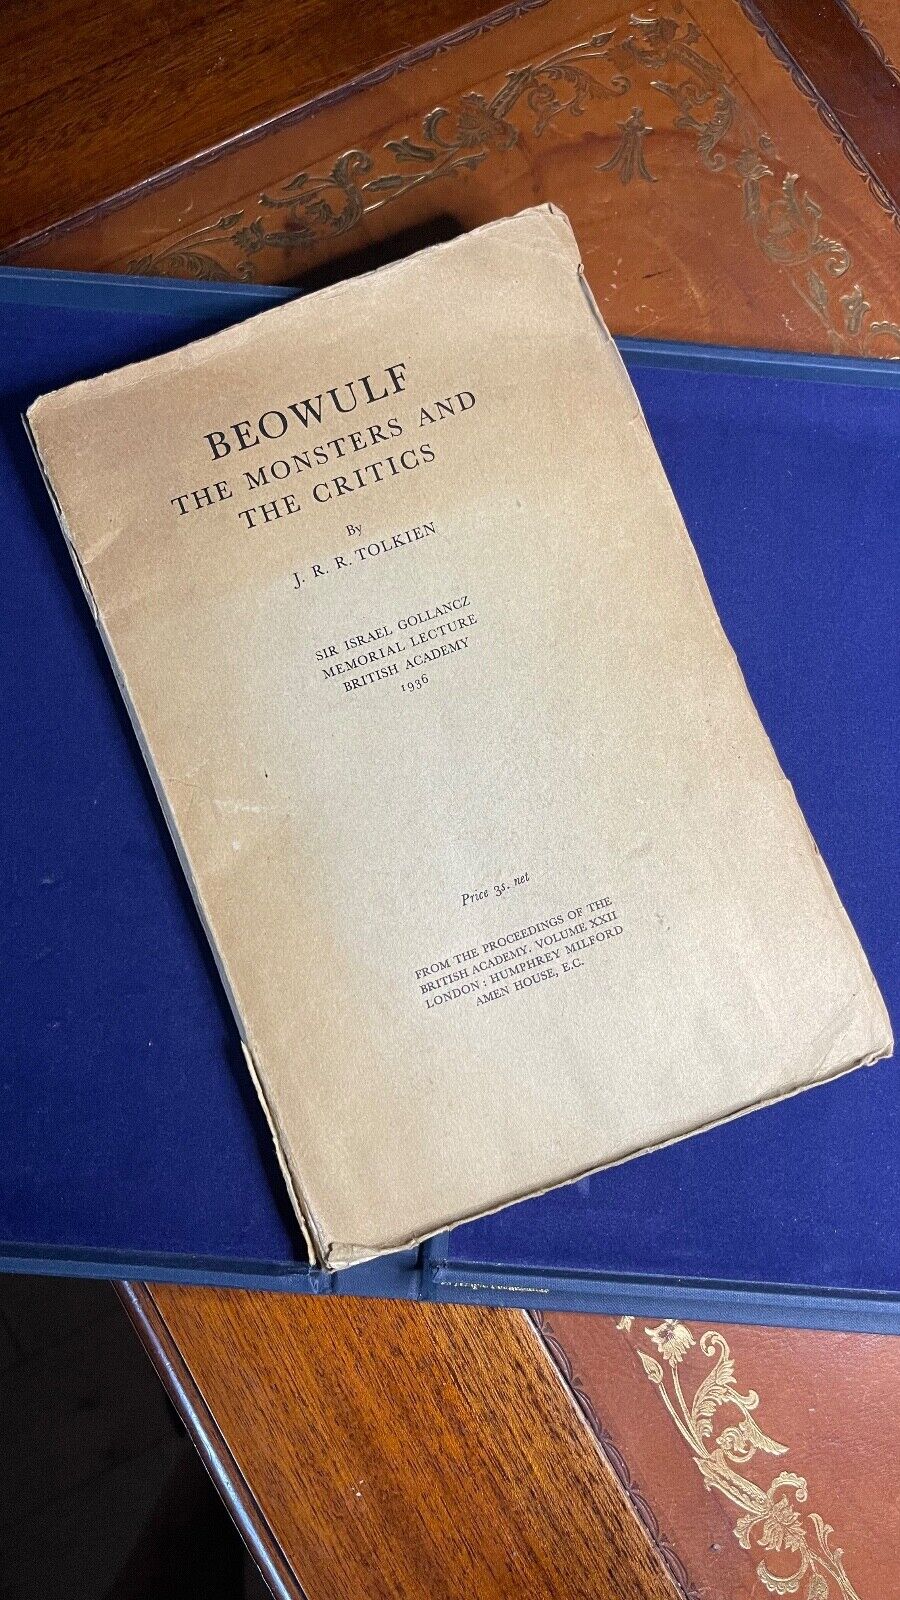 BEOWULF
THE MONSTERS AND
THE CRITICS
By
J. R. R. TOLKIEN
SIR ISRAEL GOLLANCZ
MEMORIAL LECTURE
BRITISH ACADEMY
1936
Price 3s. net
FROM THE PROCEEDINGS OF THE
BRITISH ACADEMY. VOLUME XXII
LONDON: HUMPHREY MILFORD
AMEN HOUSE, E.C.